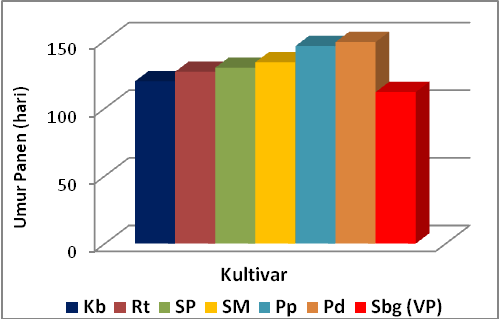 Umur Panen (hari)
150
100
50
0
Kultivar
Kb Rt SP SM Pp Pd Sbg (VP)